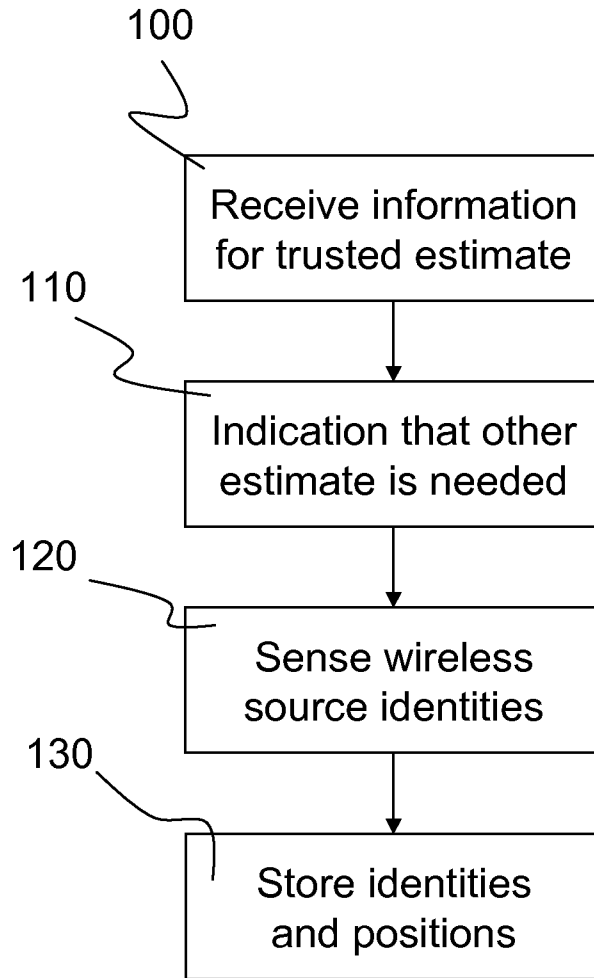 100
Receive information
for trusted estimate
110
Indication that other
estimate is needed
120
Sense wireless
source identities
130
Store identities
and positions